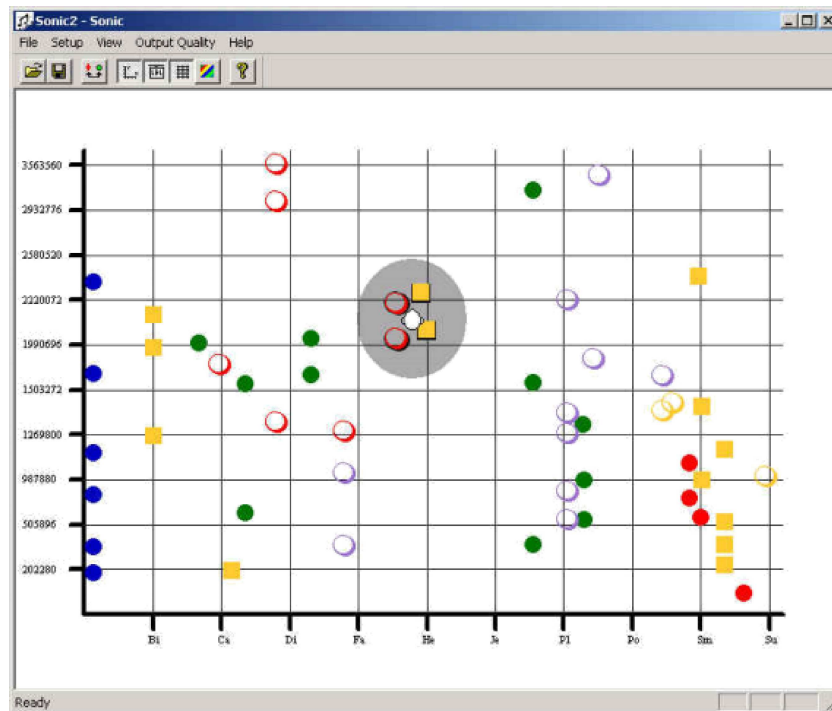 Sonic2 - Sonic
File Setup View Output Quality Help
3563560
2932776
2580520
2220072
1990696
1503272
1269800
987880
505896
202280
Bi Ca Di Fa He Je Pl Po Sm Su
Ready